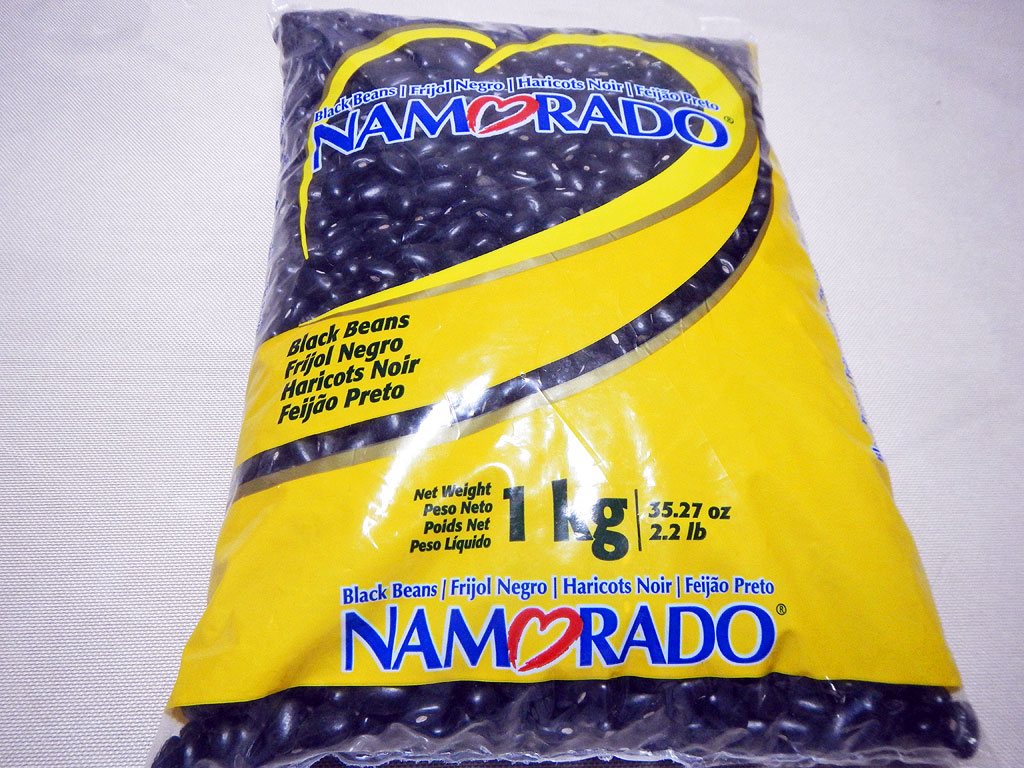 Black Beans | Frijol Negro | Haricots Noir | Feijão Preto
NAMORADO®
Black Beans
Frijol Negro
Haricots Noir
Feijão Preto
Net Weight
Peso Neto
Poids Net
Peso Líquido
1 kg
35.27 oz
2.2 lb
Black Beans | Frijol Negro | Haricots Noir | Feijão Preto
NAMORADO®